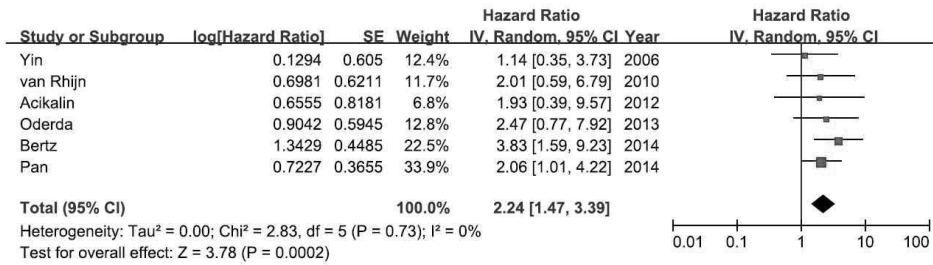 Hazard Ratio Hazard Ratio
Study or Subgroup log[Hazard Ratio] SE Weight IV, Random, 95% CI Year IV, Random, 95% CI
Yin 0.1294 0.605 12.4% 1.14 [0.35, 3.73] 2006
van Rhijn 0.6981 0.6211 11.7% 2.01 [0.59, 6.79] 2010
Acikalin 0.6555 0.8181 6.8% 1.93 [0.39, 9.57] 2012
Oderda 0.9042 0.5945 12.8% 2.47 [0.77, 7.92] 2013
Bertz 1.3429 0.4485 22.5% 3.83 [1.59, 9.23] 2014
Pan 0.7227 0.3655 33.9% 2.06 [1.01, 4.22] 2014
Total (95% CI) 100.0% 2.24 [1.47, 3.39]
Heterogeneity: Tau² = 0.00; Chi² = 2.83, df = 5 (P = 0.73); I² = 0%
Test for overall effect: Z = 3.78 (P = 0.0002)
0.01 0.1 1 10 100